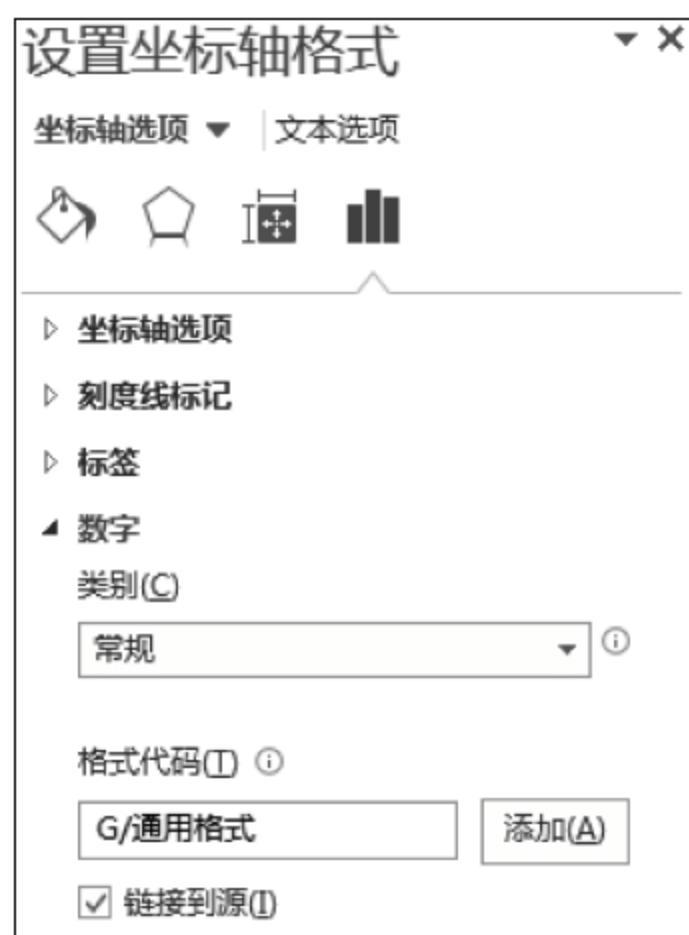 设置坐标轴格式
坐标轴选项 文本选项
坐标轴选项
刻度线标记
标签
数字
类别(C)
常规
格式代码(T)
G/通用格式 添加(A)
链接到源(I)